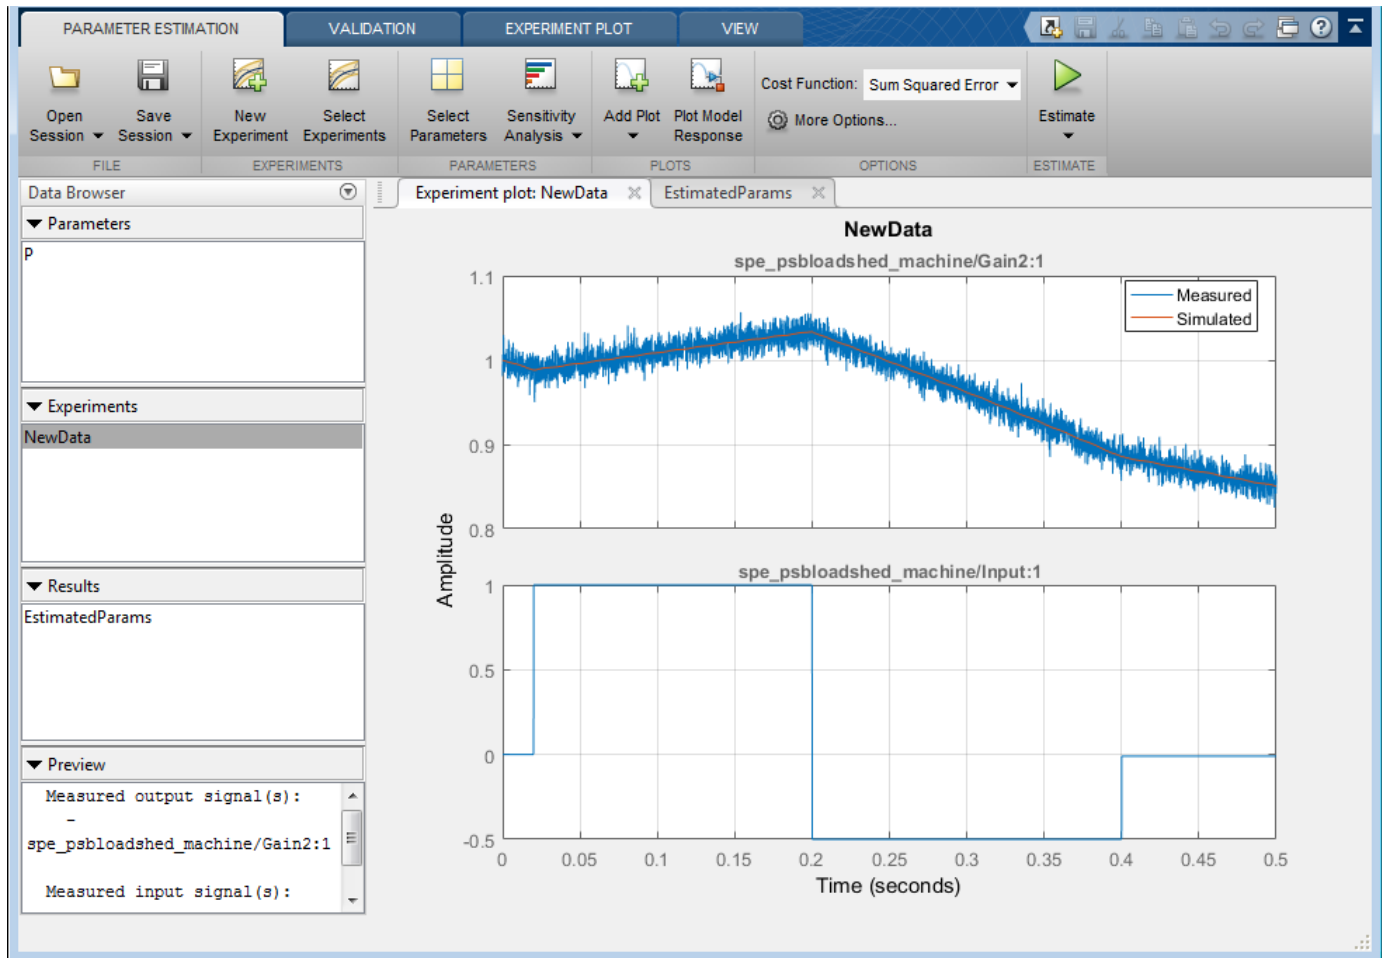 PARAMETER ESTIMATION VALIDATION EXPERIMENT PLOT VIEW
Open Session Save Session New Experiment Select Experiments Select Parameters Sensitivity Analysis Add Plot Plot Model Response Cost Function: Sum Squared Error Estimate
More Options...
FILE EXPERIMENTS PARAMETERS PLOTS OPTIONS ESTIMATE
Data Browser
Experiment plot: NewData EstimatedParams
Parameters
P
Experiments
NewData
Results
EstimatedParams
Preview
Measured output signal(s):
-
spe_psbloadshed_machine/Gain2:1
Measured input signal(s):
NewData
spe_psbloadshed_machine/Gain2:1
1.1
1
0.9
0.8
Measured
Simulated
Amplitude
spe_psbloadshed_machine/Input:1
1
0.5
0
-0.5
0 0.05 0.1 0.15 0.2 0.25 0.3 0.35 0.4 0.45 0.5
Time (seconds)